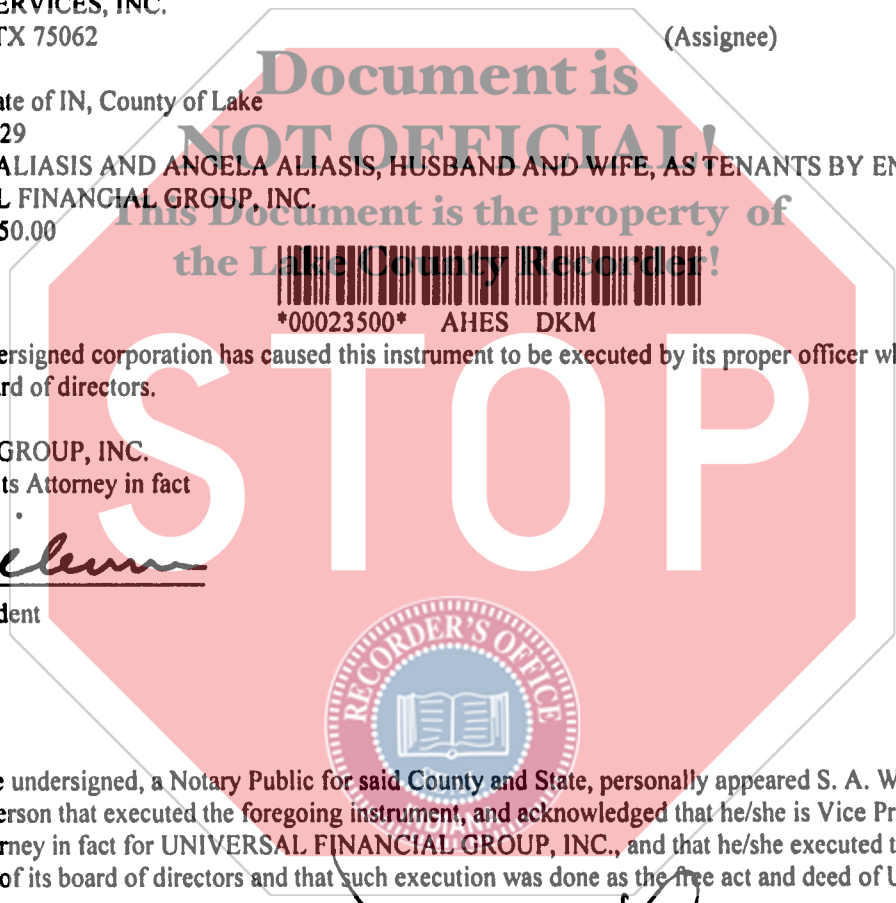 ERVICES, INC.
TX 75062 (Assignee)
Document is
ate of IN, County of Lake
29
NOT OFFICIAL!
ALIASIS AND ANGELA ALIASIS, HUSBAND AND WIFE, AS TENANTS BY EN
L FINANCIAL GROUP, INC.
This Document is the property of
50.00
the Lake County Recorder!
*00023500* AHES DKM
ersigned corporation has caused this instrument to be executed by its proper officer wh
rd of directors.
STOP
GROUP, INC.
ts Attorney in fact
dent
RECORDER'S OFFICE
e undersigned, a Notary Public for said County and State, personally appeared S. A. W
erson that executed the foregoing instrument, and acknowledged that he/she is Vice Pr
INDIANA
rney in fact for UNIVERSAL FINANCIAL GROUP, INC., and that he/she executed t
of its board of directors and that such execution was done as the free act and deed of U